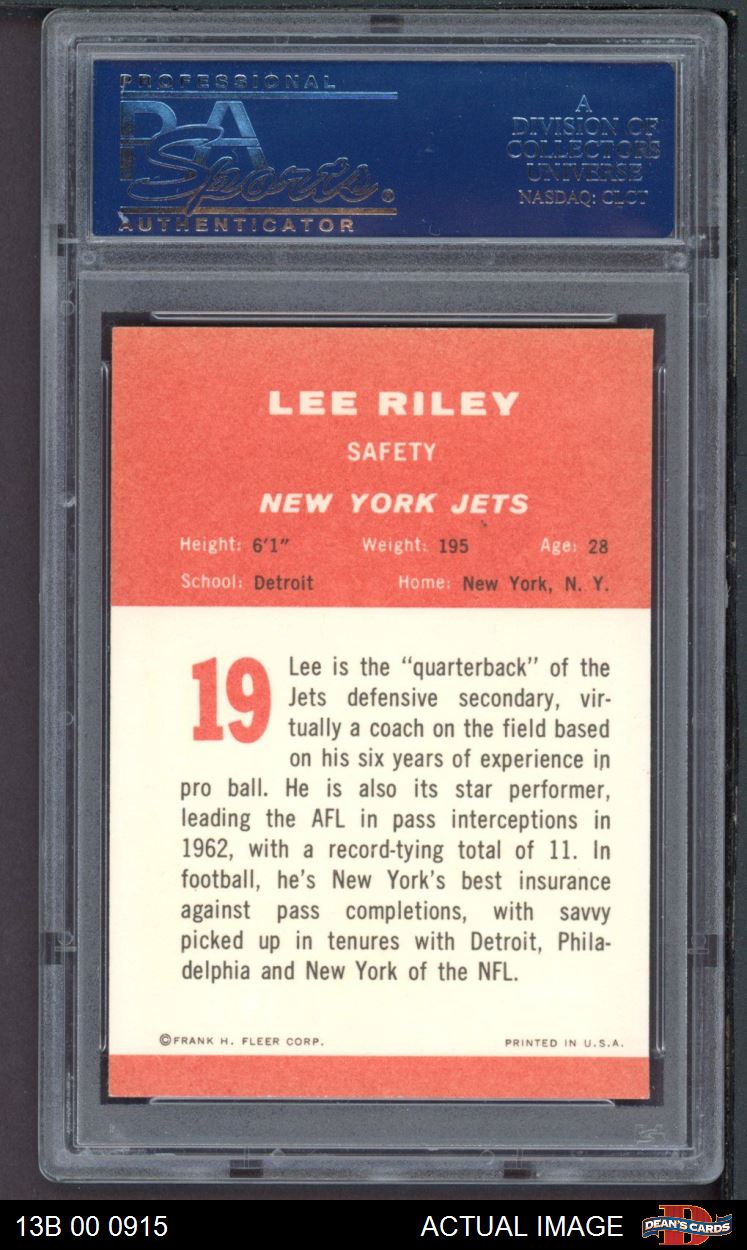 PROFESSIONAL
PSA
Sports®
AUTHENTICATOR
A
DIVISION OF
COLLECTORS
UNIVERSE
NASDAQ: CLCT
LEE RILEY
SAFETY
NEW YORK JETS
Height: 6'1" Weight: 195 Age: 28
School: Detroit Home: New York, N. Y.
19
Lee is the "quarterback" of the
Jets defensive secondary, vir-
tually a coach on the field based
on his six years of experience in
pro ball. He is also its star performer,
leading the AFL in pass interceptions in
1962, with a record-tying total of 11. In
football, he's New York's best insurance
against pass completions, with savvy
picked up in tenures with Detroit, Phila-
delphia and New York of the NFL.
©FRANK H. FLEER CORP. PRINTED IN U.S.A.
13B 00 0915 ACTUAL IMAGE DEAN'S CARDS